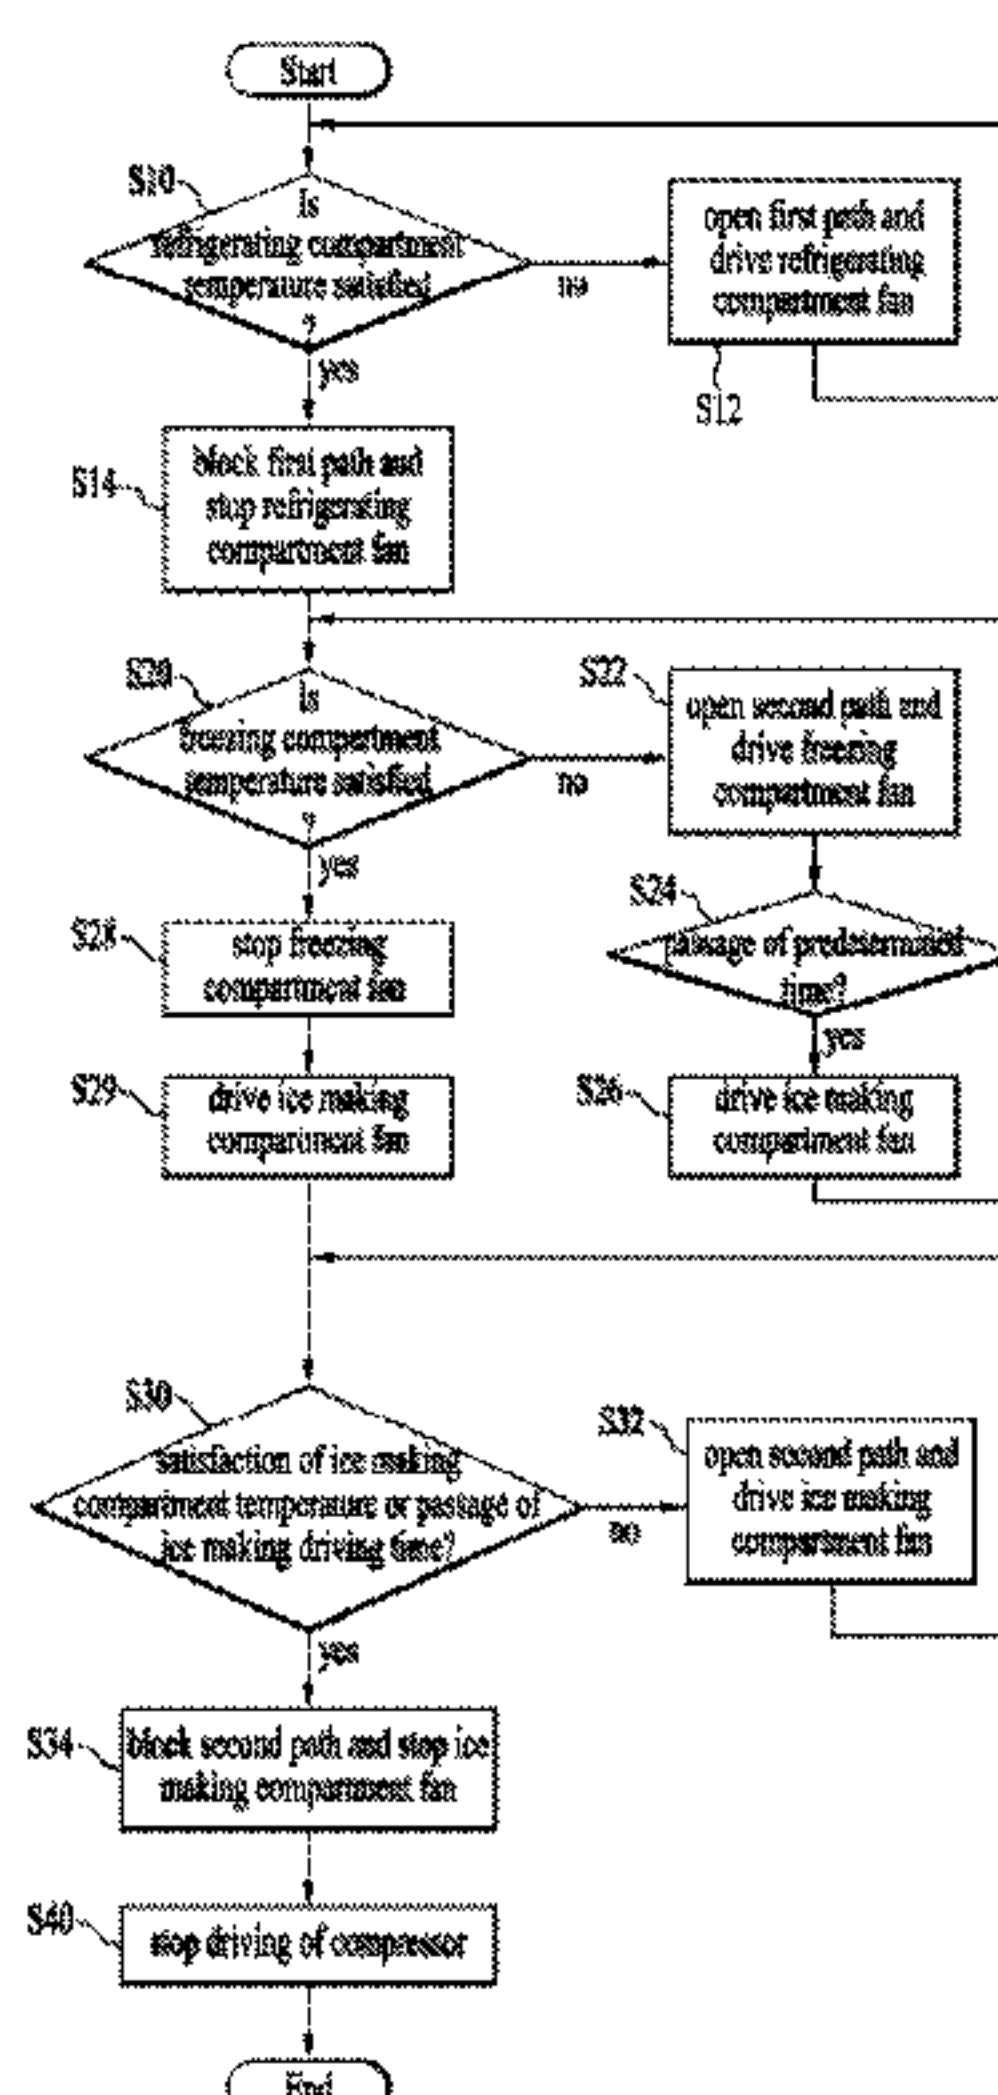 Start
S10
Is
refrigerating compartment
temperature satisfied
?
no
open first path and
drive refrigerating
compartment fan
S12
yes
S14
block first path and
stop refrigerating
compartment fan
S20
Is
freezing compartment
temperature satisfied
?
no
S22
open second path and
drive freezing
compartment fan
yes
S24
passage of predetermined
time?
yes
S28
stop freezing
compartment fan
S29
drive ice making
compartment fan
S26
drive ice making
compartment fan
S30
satisfaction of ice making
compartment temperature or passage of
ice making driving time?
no
S32
open second path and
drive ice making
compartment fan
yes
S34
block second path and stop ice
making compartment fan
S40
stop driving of compressor
End